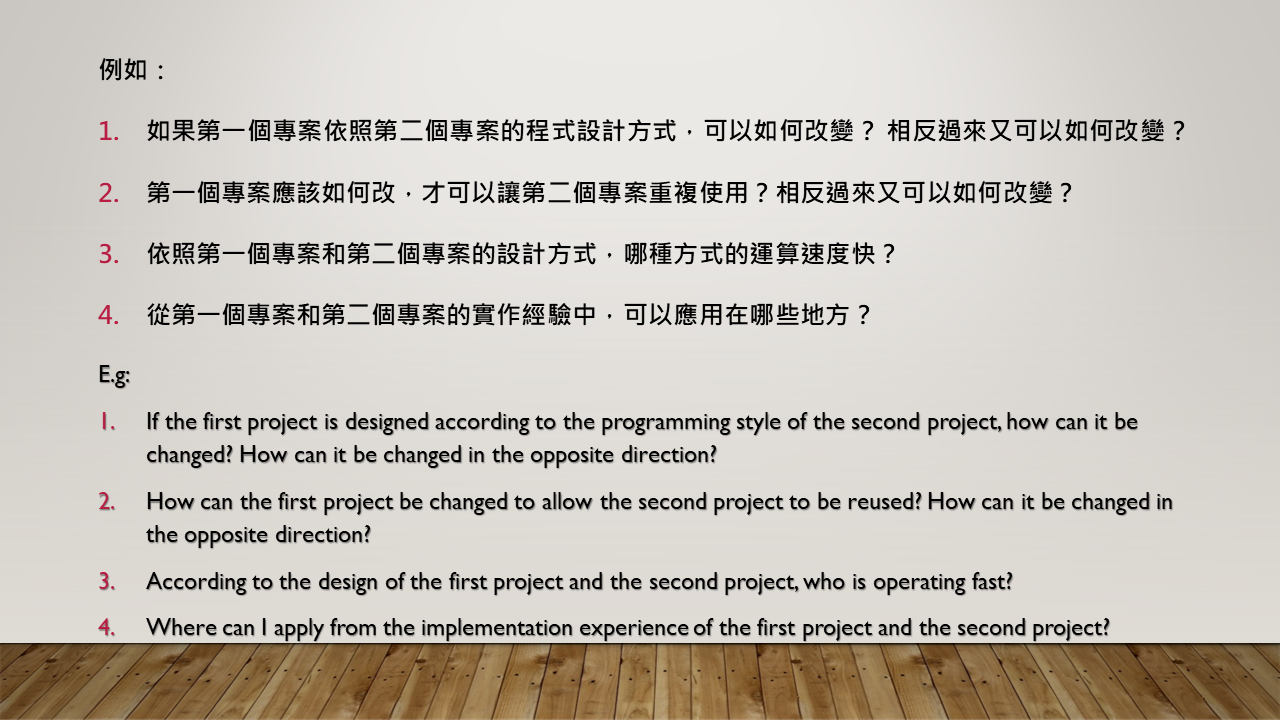 例如：
1. 如果第一個專案依照第二個專案的程式設計方式，可以如何改變？ 相反過來又可以如何改變？
2. 第一個專案應該如何改，才可以讓第二個專案重複使用？相反過來又可以如何改變？
3. 依照第一個專案和第二個專案的設計方式，哪種方式的運算速度快？
4. 從第一個專案和第二個專案的實作經驗中，可以應用在哪些地方？
E.g:
1. If the first project is designed according to the programming style of the second project, how can it be
changed? How can it be changed in the opposite direction?
2. How can the first project be changed to allow the second project to be reused? How can it be changed in
the opposite direction?
3. According to the design of the first project and the second project, who is operating fast?
4. Where can I apply from the implementation experience of the first project and the second project?